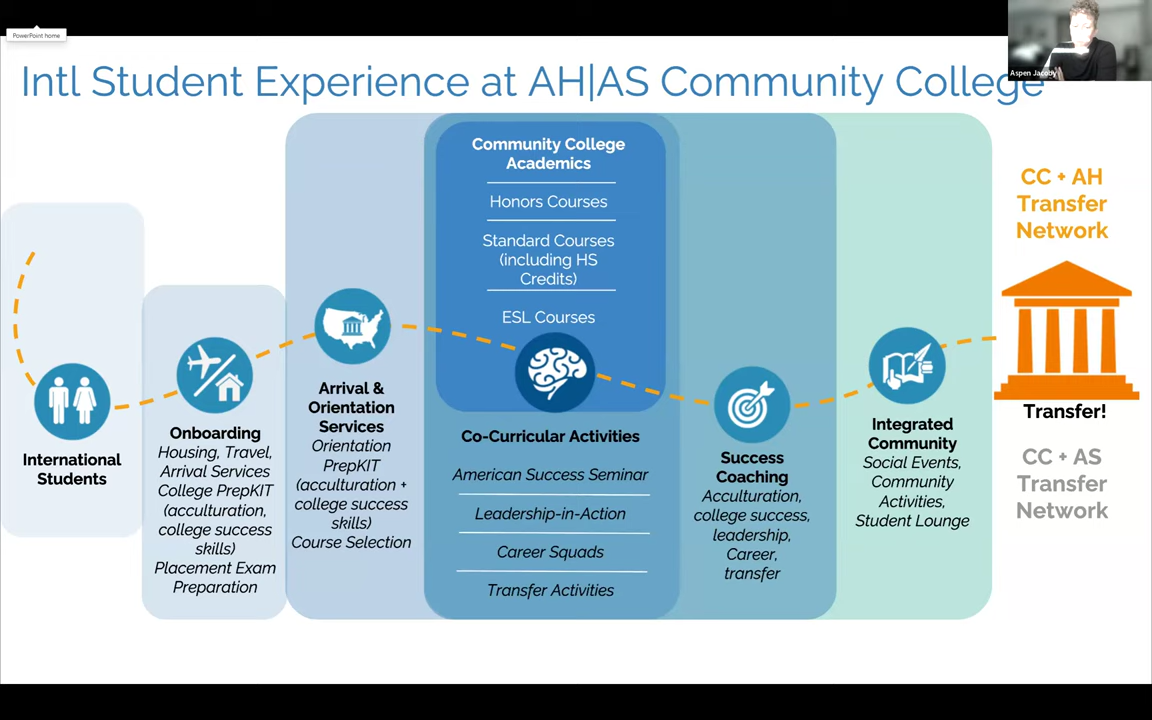 PowerPoint home
Aspen Jacoby
Intl Student Experience at AH|AS Community College
International
Students
Onboarding
Housing, Travel,
Arrival Services
College PrepKIT
(acculturation,
college success
skills)
Placement Exam
Preparation
Arrival &
Orientation
Services
Orientation
PrepKIT
(acculturation +
college success
skills)
Course Selection
Community College
Academics
Honors Courses
Standard Courses
(including HS
Credits)
ESL Courses
Co-Curricular Activities
American Success Seminar
Leadership-in-Action
Career Squads
Transfer Activities
Success
Coaching
Acculturation,
college success,
leadership,
Career,
transfer
Integrated
Community
Social Events,
Community
Activities,
Student Lounge
CC + AH
Transfer
Network
Transfer!
CC + AS
Transfer
Network